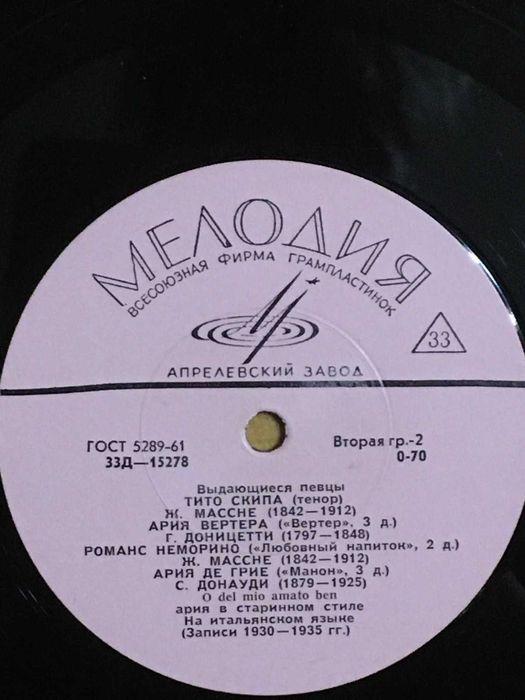 МЕЛОДИЯ
ВСЕСОЮЗНАЯ ФИРМА ГРАМПЛАСТИНОК
33
АПРЕЛЕВСКИЙ ЗАВОД
ГОСТ 5289-61
Вторая гр.-2
33Д—15278
0-70
Выдающиеся певцы
ТИТО СКИПА (тенор)
Ж. МАССНЕ (1842—1912)
АРИЯ ВЕРТЕРА («Вертер», 3 д.)
Г. ДОНИЦЕТТИ (1797—1848)
РОМАНС НЕМОРИНО («Любовный напиток», 2 д.)
Ж. МАССНЕ (1842—1912)
АРИЯ ДЕ ГРИЕ («Манон», 3 д.)
С. ДОНАУДИ (1879—1925)
O del mio amato ben
ария в старинном стиле
На итальянском языке
(Записи 1930—1935 гг.)